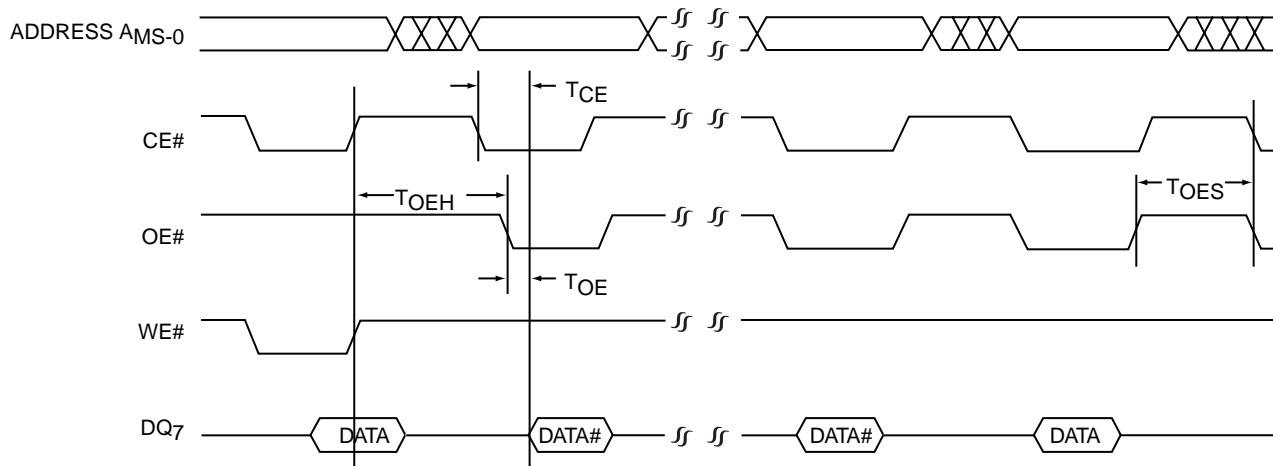 ADDRESS AMS-0
TCE
CE#
TOEH
TOES
OE#
TOE
WE#
DQ7
DATA
DATA#
DATA#
DATA